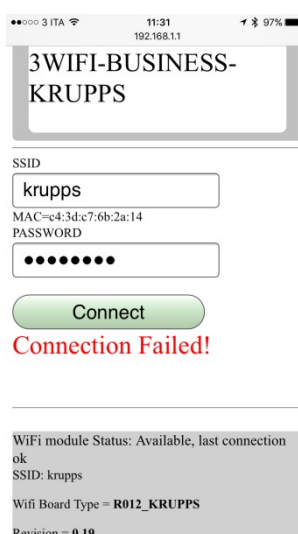 3 ITA 11:31 97%
192.168.1.1
3WIFI-BUSINESS-
KRUPPS
SSID
krupps
MAC=c4:3d:c7:6b:2a:14
PASSWORD
●●●●●●●●
Connect
Connection Failed!
WiFi module Status: Available, last connection
ok
SSID: krupps
Wifi Board Type = R012_KRUPPS
Revision = 0.19